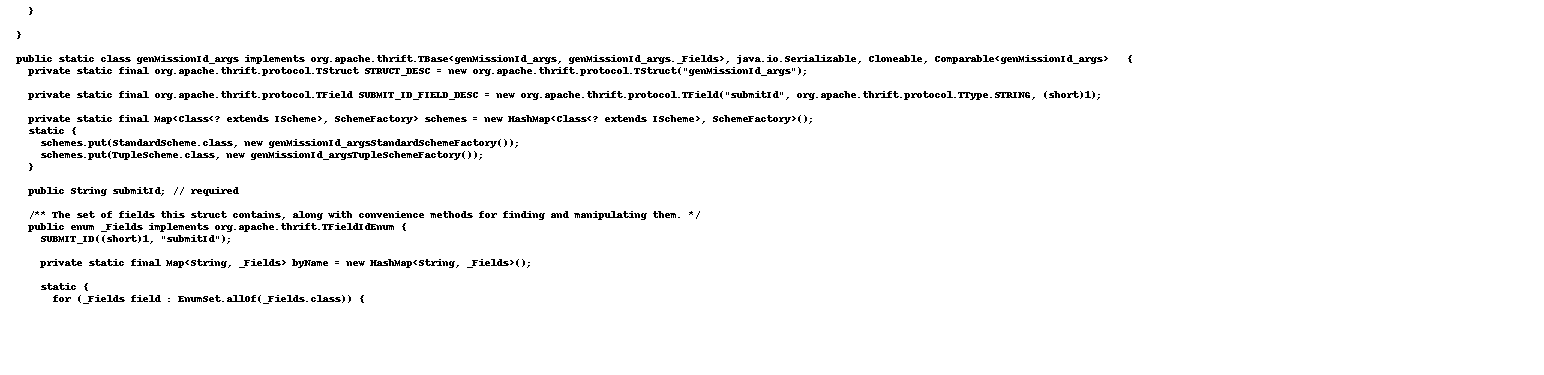 }
}
public static class genMissionId_args implements org.apache.thrift.TBase<genMissionId_args, genMissionId_args._Fields>, java.io.Serializable, Cloneable, Comparable<genMissionId_args>   {
private static final org.apache.thrift.protocol.TStruct STRUCT_DESC = new org.apache.thrift.protocol.TStruct("genMissionId_args");
private static final org.apache.thrift.protocol.TField SUBMIT_ID_FIELD_DESC = new org.apache.thrift.protocol.TField("submitId", org.apache.thrift.protocol.TType.STRING, (short)1);
private static final Map<Class<? extends IScheme>, SchemeFactory> schemes = new HashMap<Class<? extends IScheme>, SchemeFactory>();
static {
schemes.put(StandardScheme.class, new genMissionId_argsStandardSchemeFactory());
schemes.put(TupleScheme.class, new genMissionId_argsTupleSchemeFactory());
}
public String submitId; // required
/** The set of fields this struct contains, along with convenience methods for finding and manipulating them. */
public enum _Fields implements org.apache.thrift.TFieldIdEnum {
SUBMIT_ID((short)1, "submitId");
private static final Map<String, _Fields> byName = new HashMap<String, _Fields>();
static {
for (_Fields field : EnumSet.allOf(_Fields.class)) {